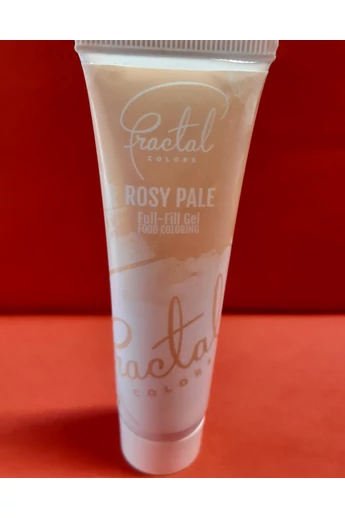 Fractal
COLORS
ROSY PALE
Full-Fill Gel
FOOD COLORING
Fractal
COLORS